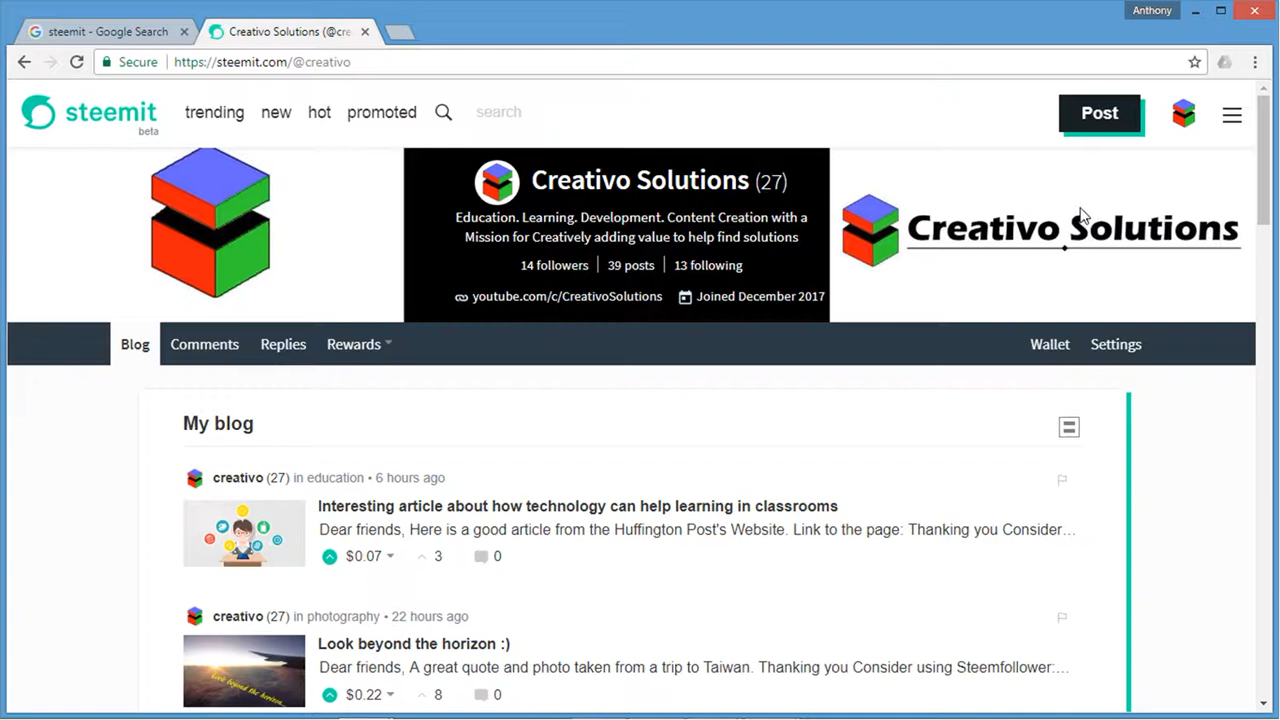 Anthony
steemit - Google Search
Creativo Solutions (@cre
Secure https://steemit.com/@creativo
steemit
beta
trending new hot promoted search
Post
Creativo Solutions (27)
Education. Learning. Development. Content Creation with a
Mission for Creatively adding value to help find solutions
14 followers 39 posts 13 following
youtube.com/c/CreativoSolutions Joined December 2017
Creativo Solutions
Blog Comments Replies Rewards Wallet Settings
My blog
creativo (27) in education • 6 hours ago
Interesting article about how technology can help learning in classrooms
Dear friends, Here is a good article from the Huffington Post's Website. Link to the page: Thanking you Consider…
$0.07 3 0
creativo (27) in photography • 22 hours ago
Look beyond the horizon :)
Dear friends, A great quote and photo taken from a trip to Taiwan. Thanking you Consider using Steemfollower:…
Look beyond the horizon...
$0.22 8 0